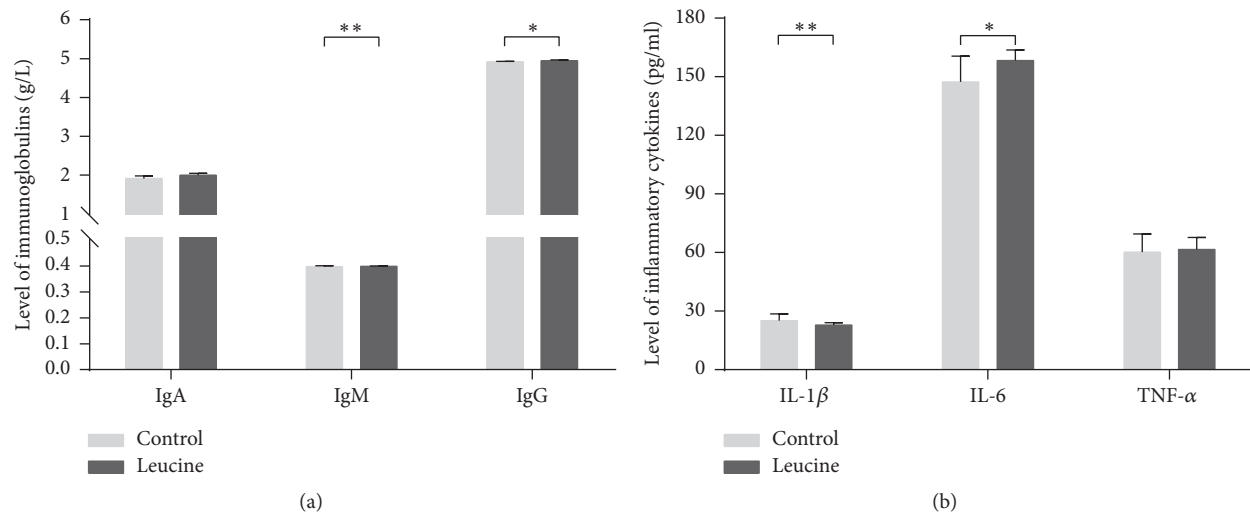 Level of immunoglobulins (g/L)
6
5
4
3
2
1
0.5
0.4
0.3
0.2
0.1
0.0
**
*
IgA IgM IgG
Control
Leucine
(a)
Level of inflammatory cytokines (pg/ml)
180
150
120
90
60
30
0
**
*
IL-1β IL-6 TNF-α
Control
Leucine
(b)